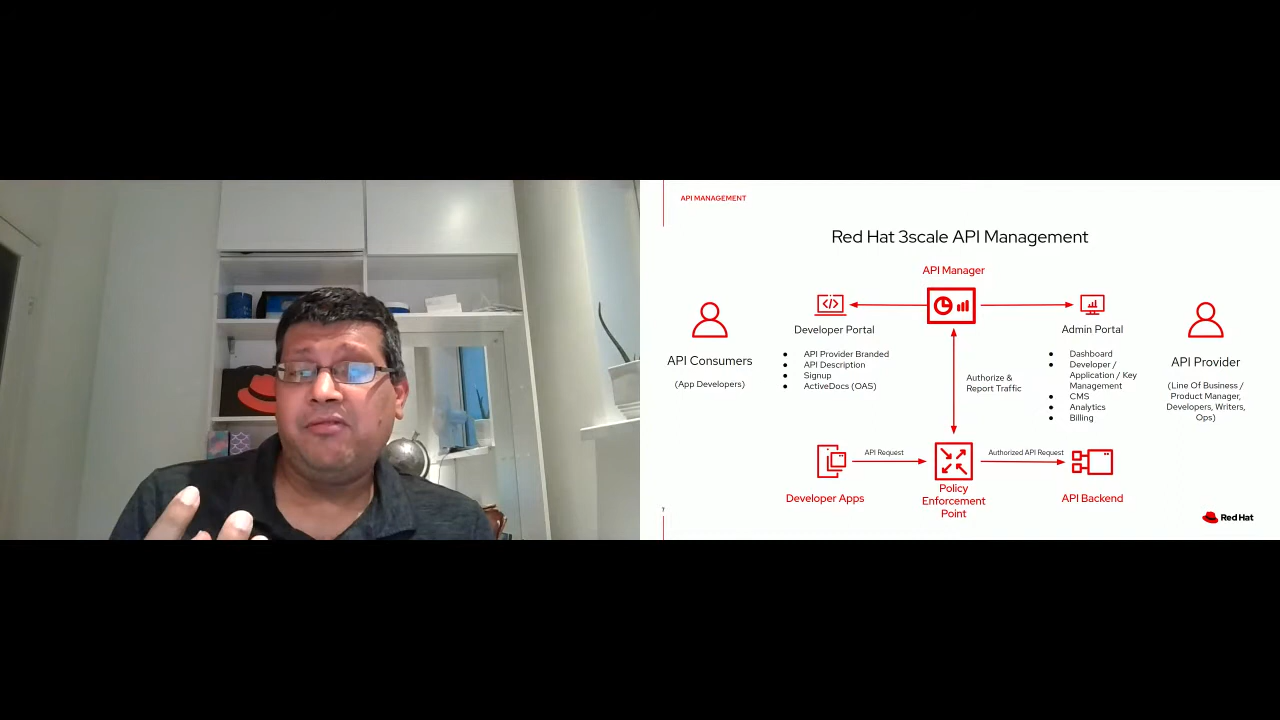 API MANAGEMENT
Red Hat 3scale API Management
API Manager
Developer Portal
Admin Portal
API Consumers
(App Developers)
● API Provider Branded
● API Description
● Signup
● ActiveDocs (OAS)
Authorize &
Report Traffic
● Dashboard
● Developer /
Application / Key
Management
● CMS
● Analytics
● Billing
API Provider
(Line Of Business /
Product Manager,
Developers, Writers,
Ops)
API Request
Authorized API Request
Developer Apps
Policy
Enforcement
Point
API Backend
7
Red Hat